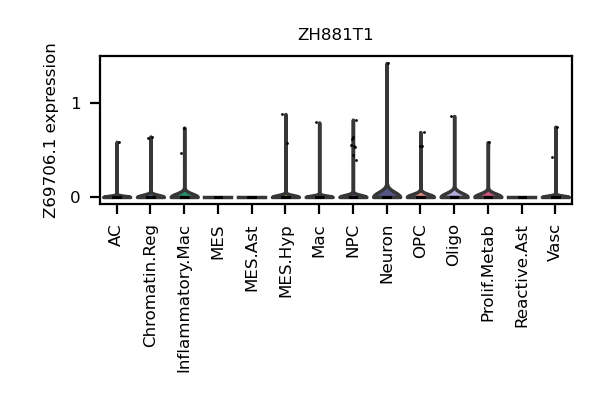 ZH881T1
Z69706.1 expression
1
0
AC
Chromatin.Reg
Inflammatory.Mac
MES
MES.Ast
MES.Hyp
Mac
NPC
Neuron
OPC
Oligo
Prolif.Metab
Reactive.Ast
Vasc